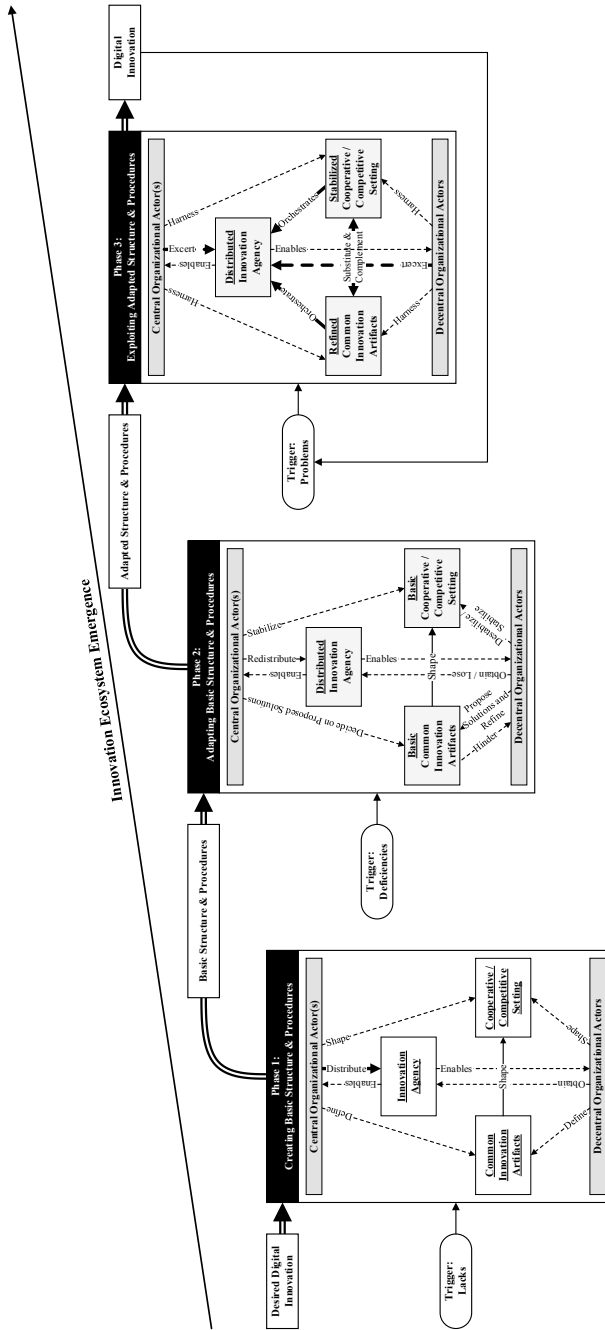 Innovation Ecosystem Emergence
Desired Digital
Innovation
Trigger:
Lacks
Phase 1:
Creating Basic Structure & Procedures
Central Organizational Actor(s)
Define
Enables
Distribute
Shape
Innovation
Agency
Common
Innovation
Artifacts
Shape
Cooperative /
Competitive
Setting
Enables
Obtain
Define
Shape
Decentral Organizational Actors
Basic Structure & Procedures
Trigger:
Deficiencies
Phase 2:
Adapting Basic Structure & Procedures
Central Organizational Actor(s)
Decide on Proposed Solutions
Enables
Redistribute
Stabilize
Distributed
Innovation
Agency
Basic
Common
Innovation
Artifacts
Shape
Basic
Cooperative /
Competitive
Setting
Enables
Obtain / Lose
Hinder
Propose
Solutions and
Refine
Destabilize /
Stabilize
Decentral Organizational Actors
Adapted Structure & Procedures
Trigger:
Problems
Phase 3:
Exploiting Adapted Structure & Procedures
Central Organizational Actor(s)
Harness
Enables
Excert
Harness
Distributed
Innovation
Agency
Orchestrate
Enables
Orchestrates
Refined
Common
Innovation
Artifacts
Substitute &
Complement
Stabilized
Cooperative /
Competitive
Setting
Harness
Excert
Harness
Decentral Organizational Actors
Digital
Innovation